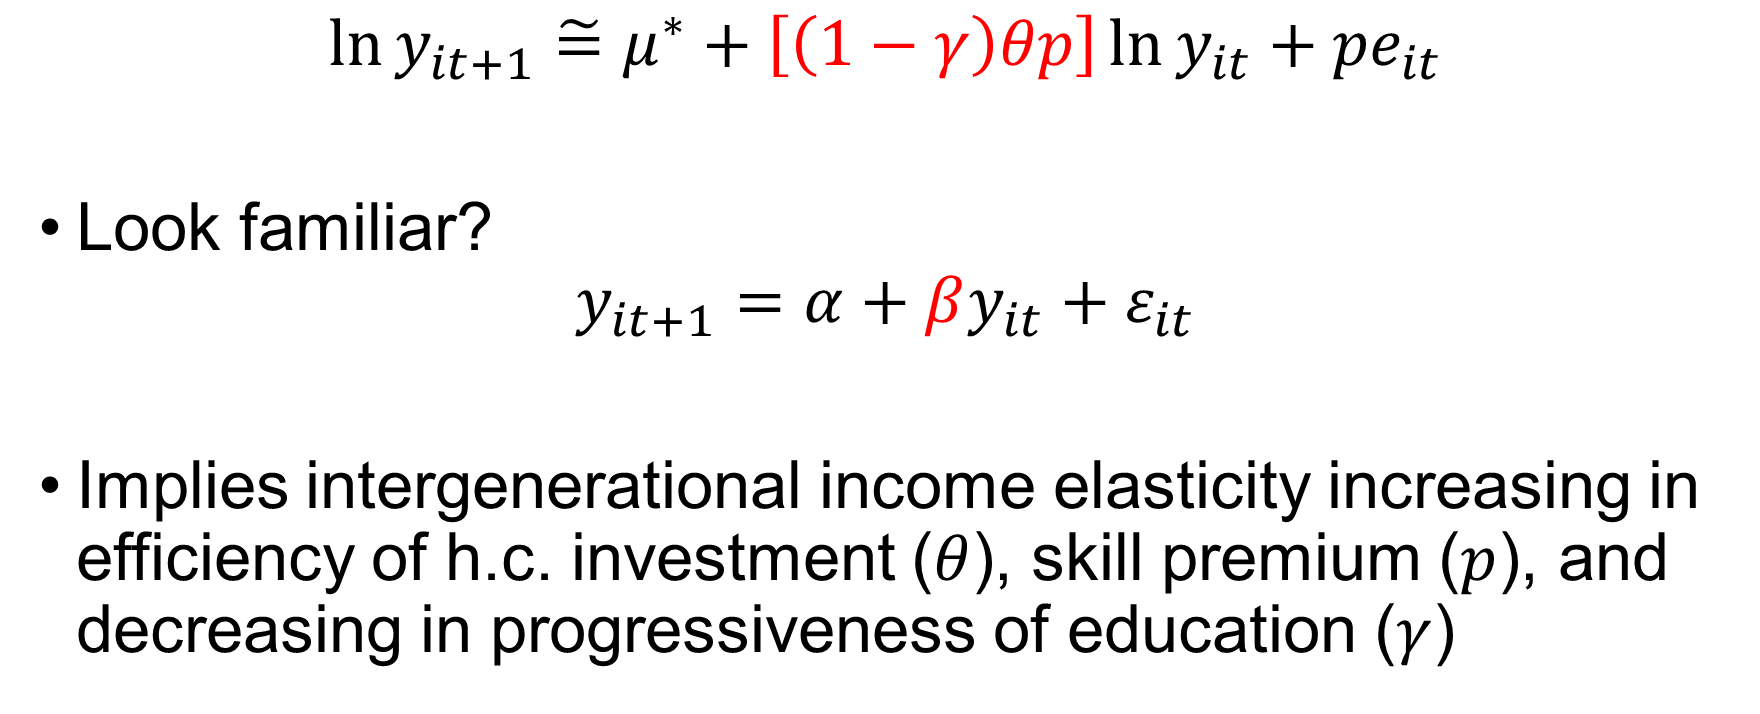 ln y_{it+1} ≅ μ* + [(1 − γ)θp] ln y_{it} + pe_{it}
• Look familiar?
y_{it+1} = α + βy_{it} + ε_{it}
• Implies intergenerational income elasticity increasing in
efficiency of h.c. investment (θ), skill premium (p), and
decreasing in progressiveness of education (γ)